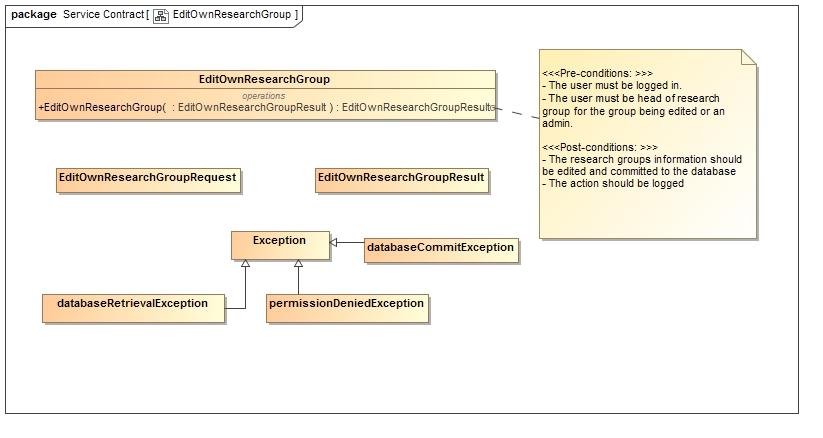 package Service Contract [ EditOwnResearchGroup ]
EditOwnResearchGroup
operations
+EditOwnResearchGroup( : EditOwnResearchGroupResult ) : EditOwnResearchGroupResult
<<<Pre-conditions: >>>
- The user must be logged in.
- The user must be head of research
group for the group being edited or an
admin.
<<<Post-conditions: >>>
- The research groups information should
be edited and committed to the database
- The action should be logged
EditOwnResearchGroupRequest
EditOwnResearchGroupResult
Exception
databaseCommitException
databaseRetrievalException
permissionDeniedException